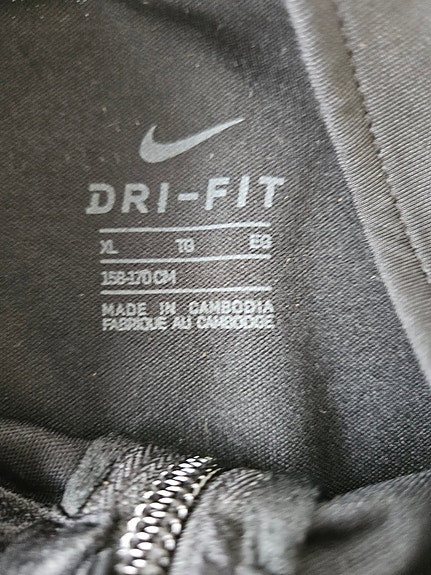 DRI-FIT
XL TG EG
158-170 CM
MADE IN CAMBODIA
FABRIQUE AU CAMBODGE